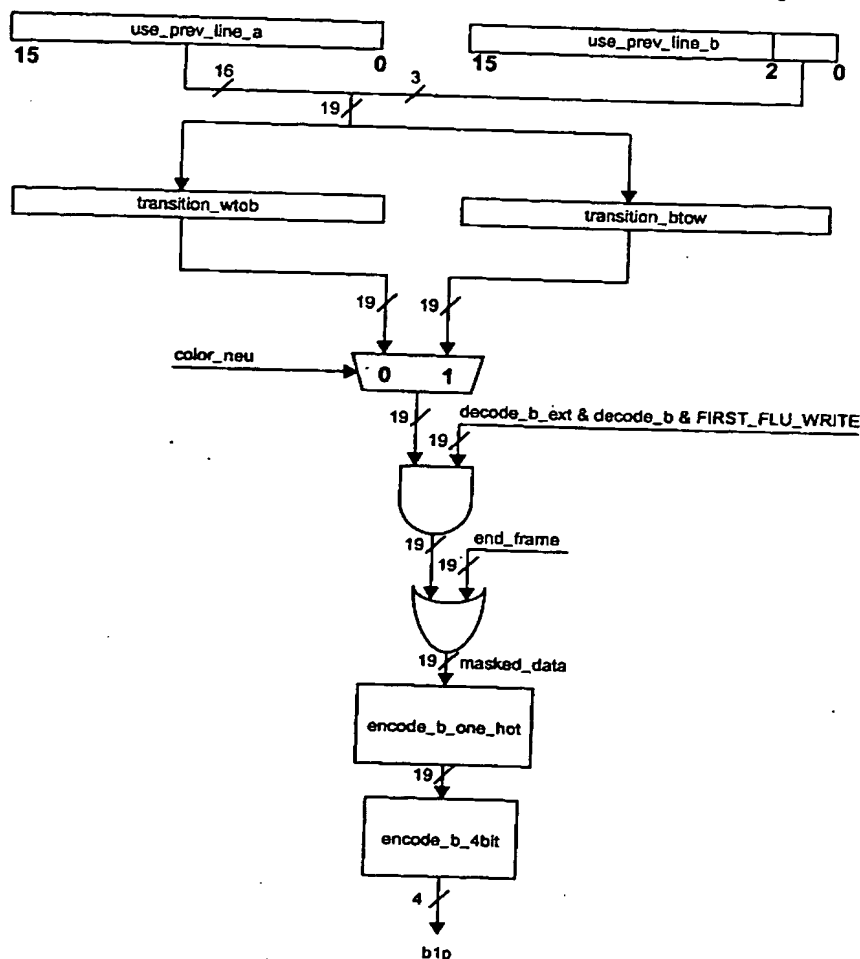 use_prev_line_a
use_prev_line_b
15
0
15
2
0
16
3
19
transition_wtob
transition_btow
19
19
color_neu
0
1
19
decode_b_ext & decode_b & FIRST_FLU_WRITE
19
19
end_frame
19
19
masked_data
encode_b_one_hot
19
encode_b_4bit
4
b1p